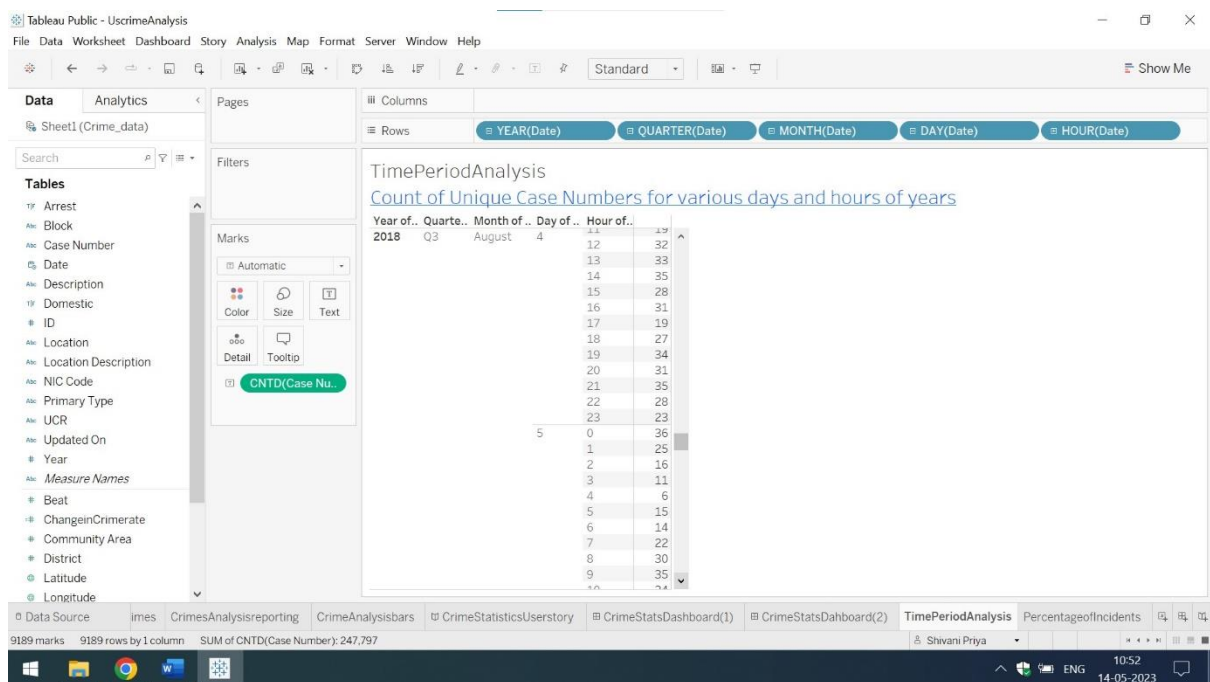 Tableau Public - UscrimeAnalysis
File Data Worksheet Dashboard Story Analysis Map Format Server Window Help
Standard
Show Me
Data Analytics
Sheet1 (Crime_data)
Search
Tables
Arrest
Block
Case Number
Date
Description
Domestic
ID
Location
Location Description
NIC Code
Primary Type
UCR
Updated On
Year
Measure Names
Beat
ChangeinCrimerate
Community Area
District
Latitude
Longitude
Pages
Filters
Marks
Automatic
Color Size Text
Detail Tooltip
CNTD(Case Nu..
Columns
Rows YEAR(Date) QUARTER(Date) MONTH(Date) DAY(Date) HOUR(Date)
TimePeriodAnalysis
Count of Unique Case Numbers for various days and hours of years
Year of.. Quarte.. Month of .. Day of .. Hour of..
11 19
2018 Q3 August 4 12 32
13 33
14 35
15 28
16 31
17 19
18 27
19 34
20 31
21 35
22 28
23 23
5 0 36
1 25
2 16
3 11
4 6
5 15
6 14
7 22
8 30
9 35
10 24
Data Source imes CrimesAnalysisreporting CrimeAnalysisbars CrimeStatisticsUserstory CrimeStatsDashboard(1) CrimeStatsDahboard(2) TimePeriodAnalysis PercentageofIncidents
9189 marks 9189 rows by 1 column SUM of CNTD(Case Number): 247,797
Shivani Priya
ENG
10:52
14-05-2023